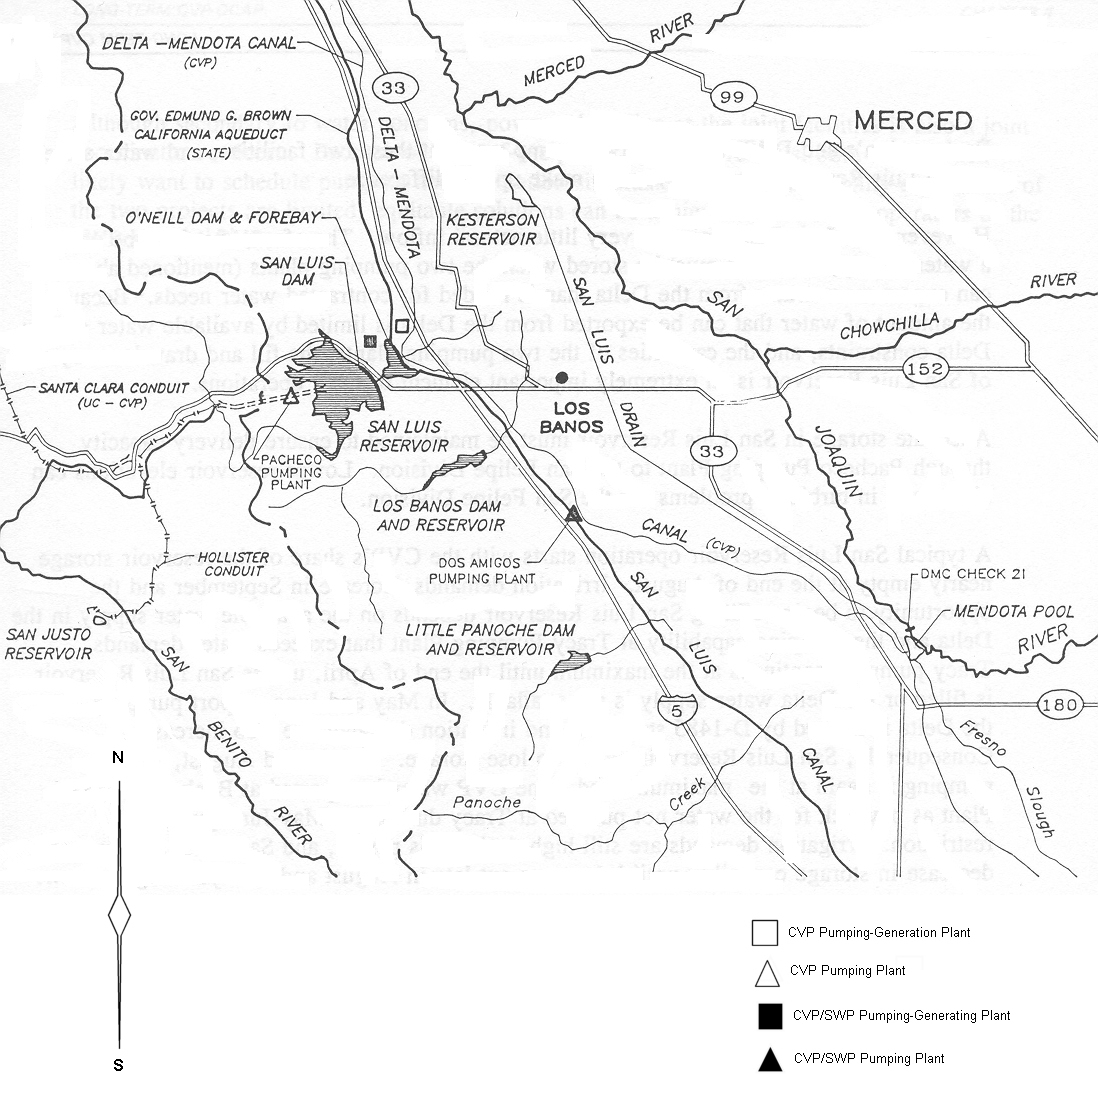 DELTA-MENDOTA CANAL
(CVP)
33
MERCED
RIVER
99
MERCED
GOV. EDMUND G. BROWN
CALIFORNIA AQUEDUCT
(STATE)
DELTA - MENDOTA
O'NEILL DAM & FOREBAY
KESTERSON
RESERVOIR
SAN LUIS
DAM
SAN
LUIS
DRAIN
SAN
JOAQUIN
RIVER
CHOWCHILLA
152
SANTA CLARA CONDUIT
(UC - CVP)
LOS
BANOS
SAN LUIS
RESERVOIR
33
PACHECO
PUMPING
PLANT
LOS BANOS DAM
AND RESERVOIR
CANAL (CVP)
HOLLISTER
CONDUIT
DOS AMIGOS
PUMPING PLANT
SAN
LUIS
CANAL
DMC CHECK 21
MENDOTA POOL
RIVER
SAN JUSTO
RESERVOIR
LITTLE PANOCHE DAM
AND RESERVOIR
SAN
BENITO
RIVER
5
180
Fresno
Slough
Panoche
Creek
N
S
CVP Pumping-Generation Plant
CVP Pumping Plant
CVP/SWP Pumping-Generating Plant
CVP/SWP Pumping Plant